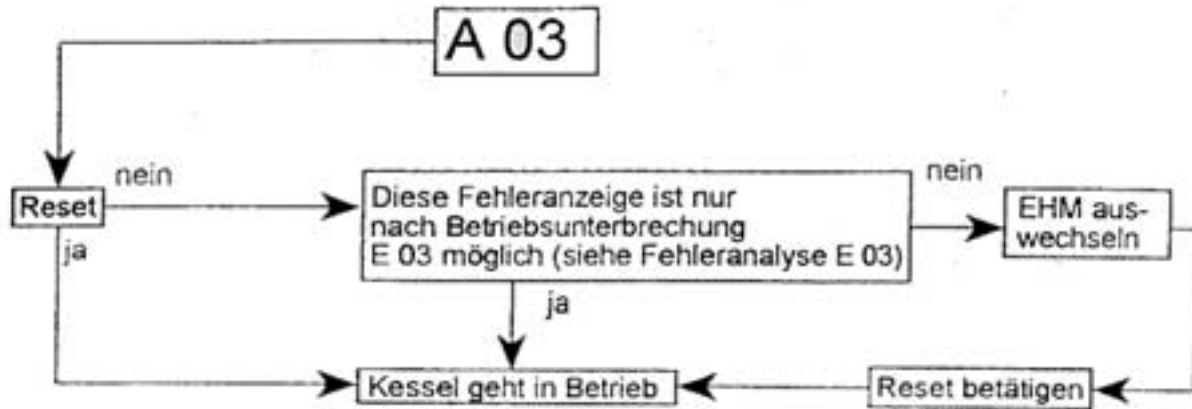 A 03
nein
nein
Reset
Diese Fehleranzeige ist nur
nach Betriebsunterbrechung
E 03 möglich (siehe Fehleranalyse E 03)
EHM aus-
wechseln
ja
ja
Kessel geht in Betrieb
Reset betätigen